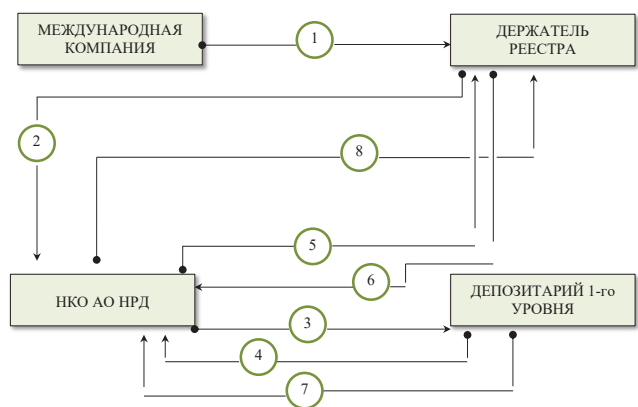 МЕЖДУНАРОДНАЯ
КОМПАНИЯ
1
ДЕРЖАТЕЛЬ
РЕЕСТРА
2
8
5
6
НКО АО НРД
3
ДЕПОЗИТАРИЙ 1-го
УРОВНЯ
4
7